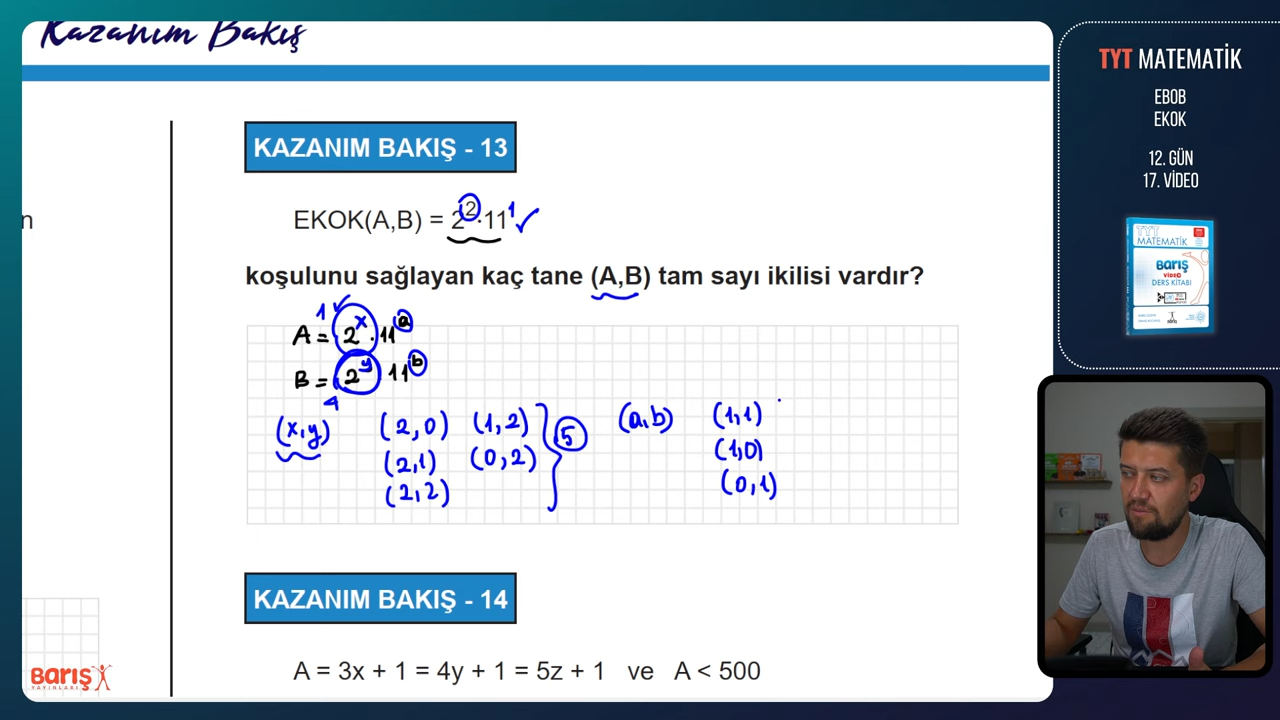 Kazanım Bakış
TYT MATEMATİK
EBOB
EKOK
12. GÜN
17. VİDEO
TYT
MATEMATİK
BARIŞ
VİDEO
DERS KİTABI
n
KAZANIM BAKIŞ - 13
EKOK(A,B) = 2²·11¹ ✓
koşulunu sağlayan kaç tane (A,B) tam sayı ikilisi vardır?
1 ✓
A = 2ˣ · 11ᵃ
B = 2ʸ 11ᵇ
4
(x,y) (2,0) (1,2) 5 (a,b) (1,1)
(2,1) (0,2) (1,0)
(2,2) (0,1)
KAZANIM BAKIŞ - 14
A = 3x + 1 = 4y + 1 = 5z + 1 ve A < 500
BARIŞ
YAYINLARI